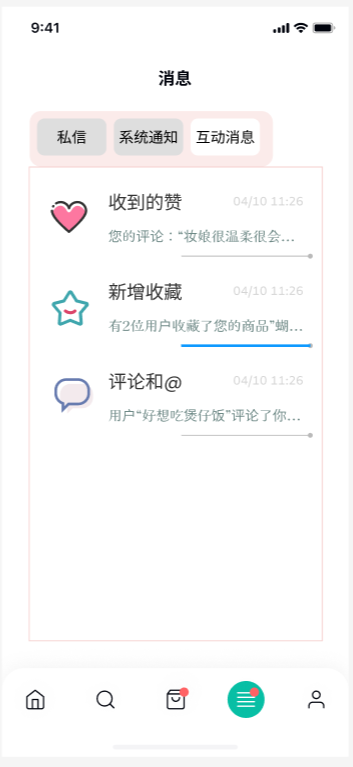 9:41
消息
私信 系统通知 互动消息
收到的赞 04/10 11:26
您的评论：“妆娘很温柔很会...
新增收藏 04/10 11:26
有2位用户收藏了您的商品”蝴...
评论和@ 04/10 11:26
用户“好想吃煲仔饭”评论了你...